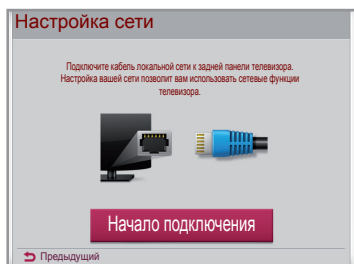 Настройка сети
Подключите кабель локальной сети к задней панели телевизора.
Настройка вашей сети позволит вам использовать сетевые функции
телевизора.
Начало подключения
Предыдущий